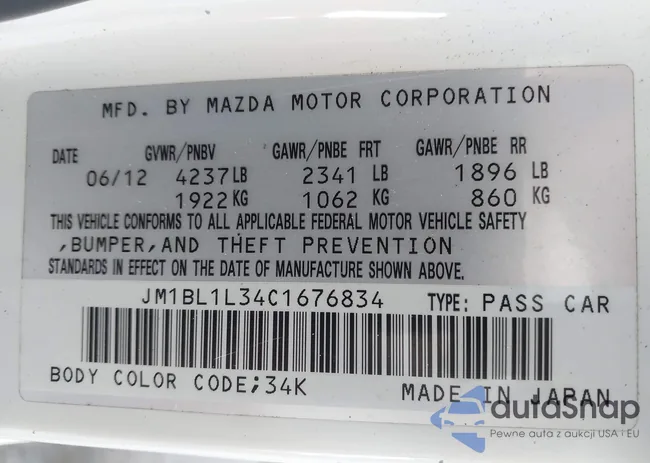 MFD. BY MAZDA MOTOR CORPORATION
DATE GVWR/PNBV GAWR/PNBE FRT GAWR/PNBE RR
06/12 4237LB 2341 LB 1896 LB
1922 KG 1062 KG 860 KG
THIS VEHICLE CONFORMS TO ALL APPLICABLE FEDERAL MOTOR VEHICLE SAFETY
,BUMPER,AND THEFT PREVENTION
STANDARDS IN EFFECT ON THE DATE OF MANUFACTURE SHOWN ABOVE.
JM1BL1L34C1676834 TYPE: PASS CAR
BODY COLOR CODE;34K MADE IN JAPAN
autaSnap
Pewne auta z aukcji USA i EU